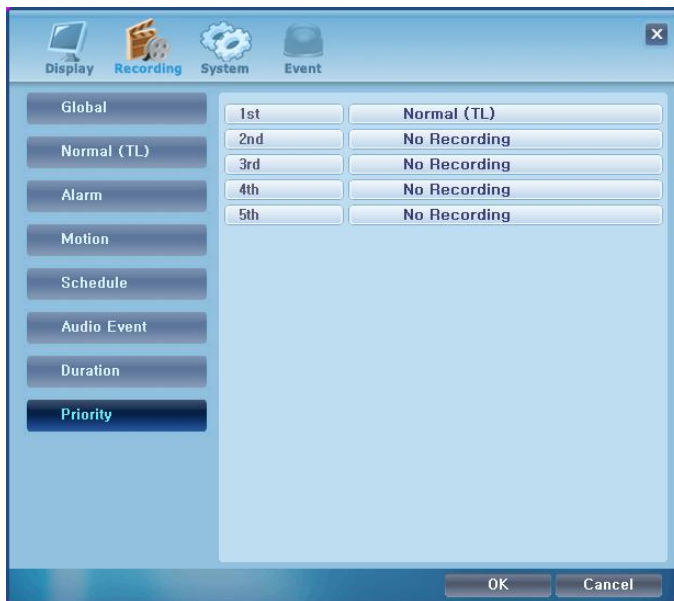 Display Recording System Event
Global
Normal (TL)
Alarm
Motion
Schedule
Audio Event
Duration
Priority
1st Normal (TL)
2nd No Recording
3rd No Recording
4th No Recording
5th No Recording
OK Cancel